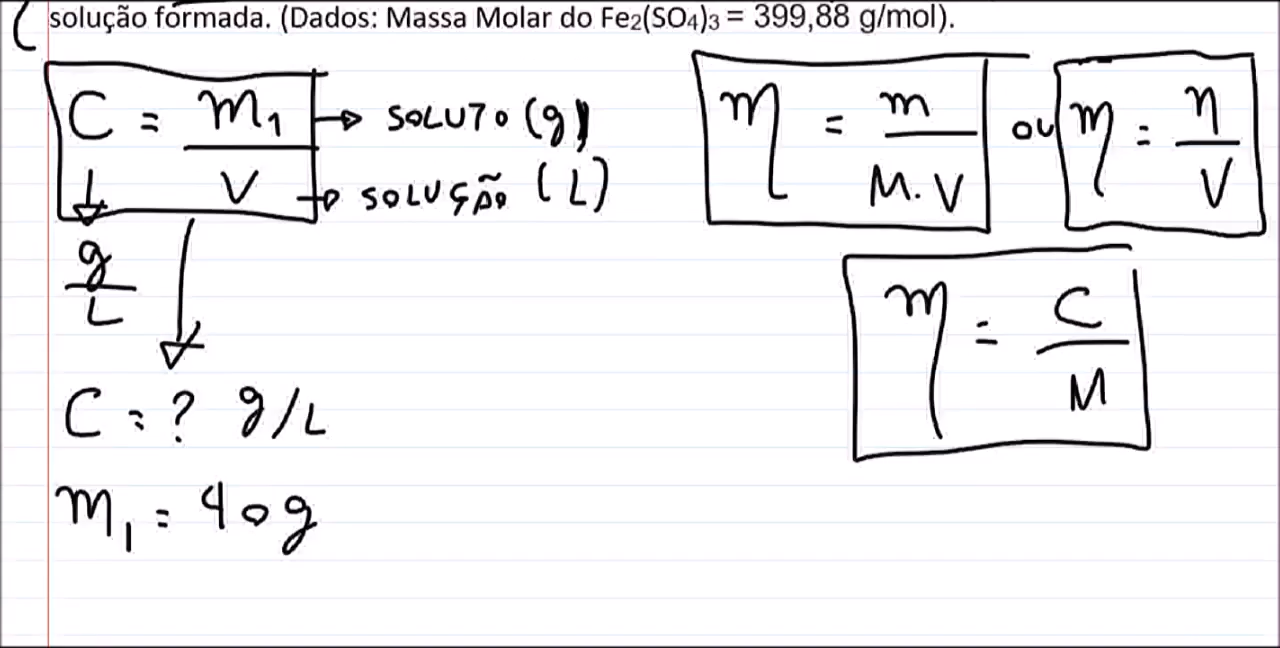 solução formada. (Dados: Massa Molar do Fe2(SO4)3 = 399,88 g/mol).
C = m1 / V → SOLUTO (g)
→ SOLUÇÃO (L)
g / L
C = ? g/L
m1 = 40g
m = m / M.V ou m = n / V
m = C / M